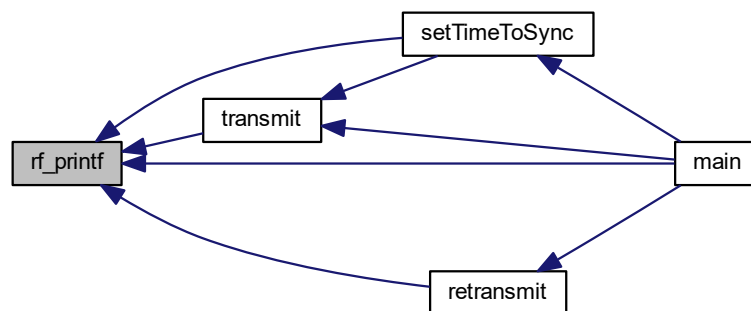 setTimeToSync
transmit
rf_printf
main
retransmit